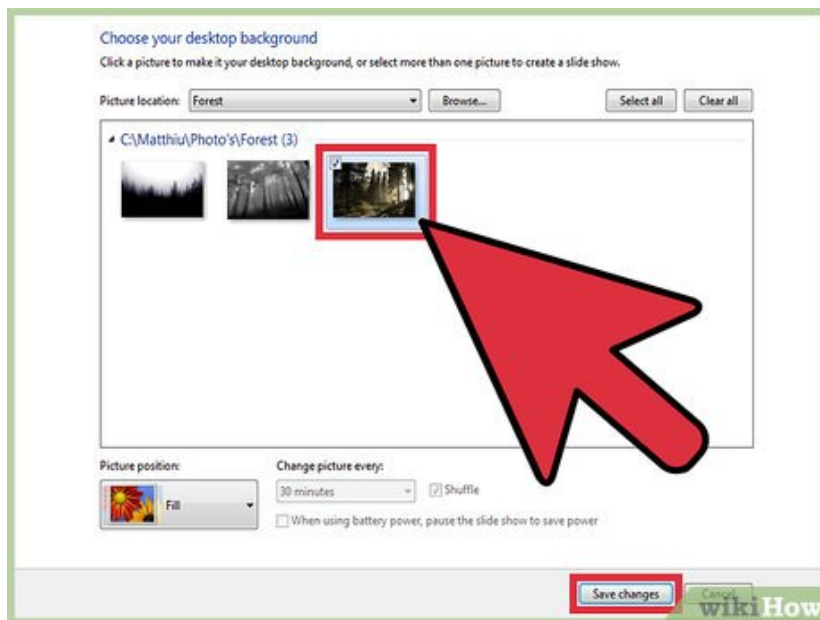 Choose your desktop background
Click a picture to make it your desktop background, or select more than one picture to create a slide show.
Picture location: Forest Browse... Select all Clear all
C:\Matthiu\Photo's\Forest (3)
Picture position: Change picture every:
Fill 30 minutes Shuffle
When using battery power, pause the slide show to save power
Save changes Cancel
wikiHow